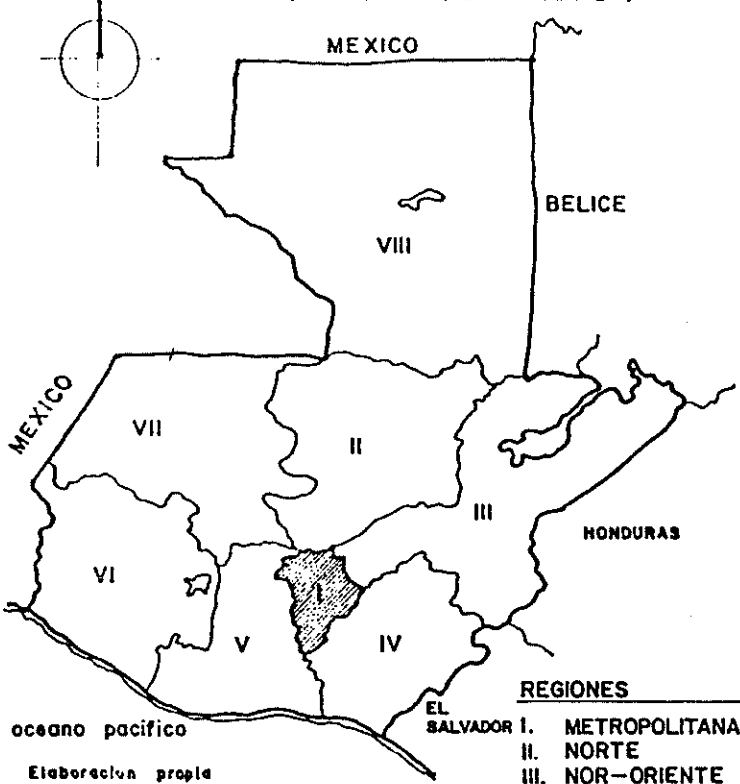 MEXICO
BELICE
VIII
MEXICO
VII
II
III
HONDURAS
VI
I
V
IV
EL
SALVADOR
oceano pacifico
Elaboracion propia
REGIONES
I. METROPOLITANA
II. NORTE
III. NOR-ORIENTE